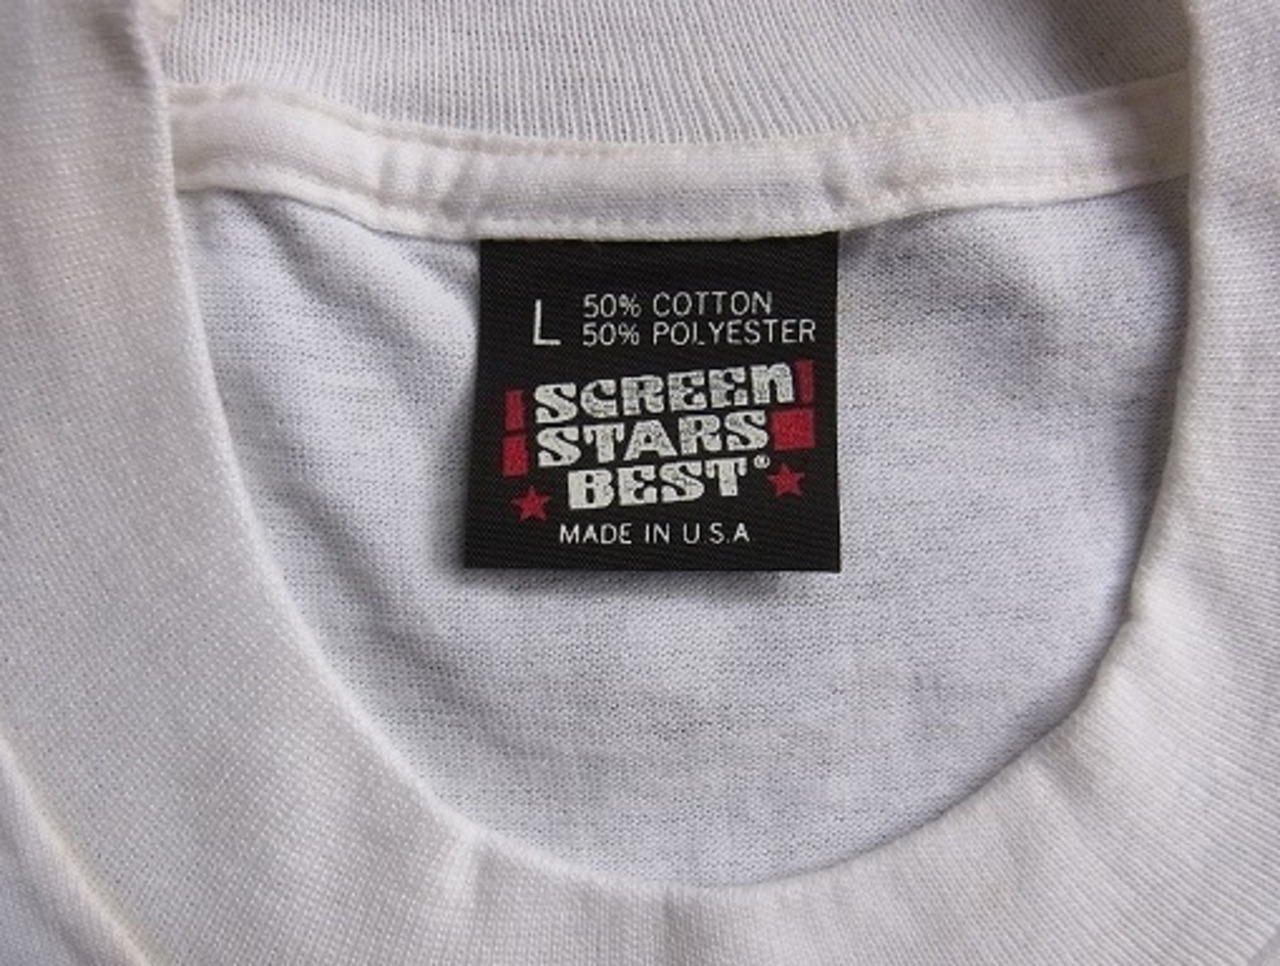 L 50% COTTON
50% POLYESTER
SCREEN
STARS
BEST®
MADE IN U.S.A